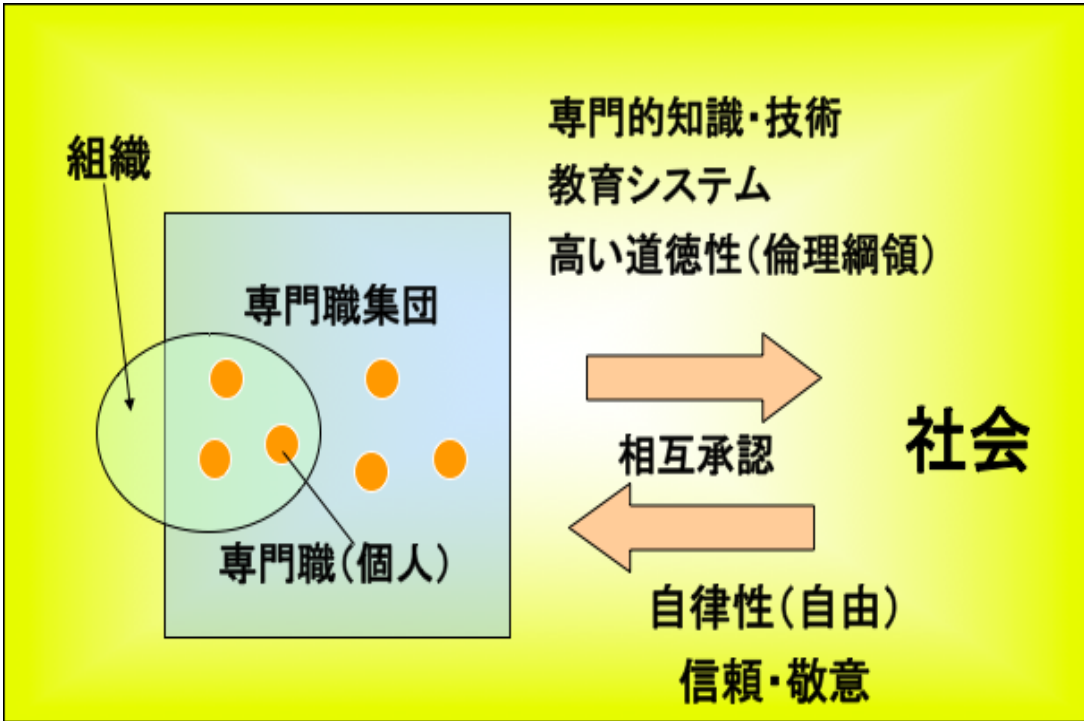 組織
専門的知識・技術
教育システム
高い道徳性(倫理綱領)
専門職集団
専門職(個人)
相互承認
社会
自律性(自由)
信頼・敬意